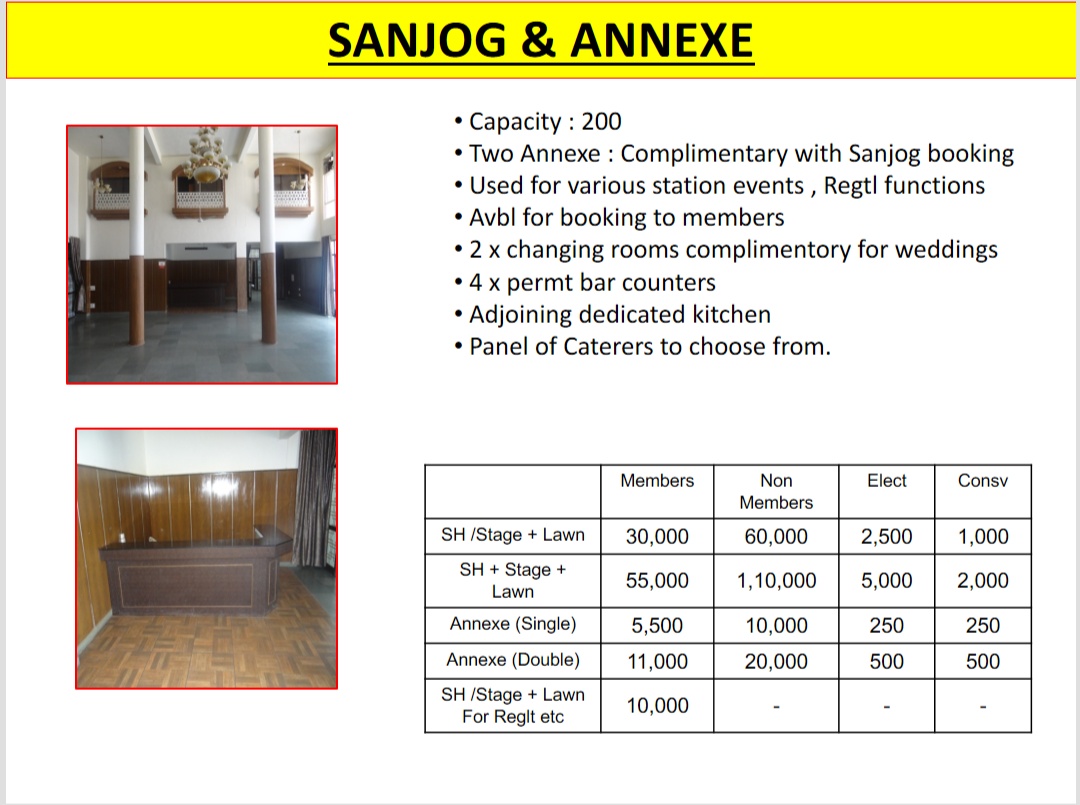 SANJOG & ANNEXE
• Capacity : 200
• Two Annexe : Complimentary with Sanjog booking
• Used for various station events , Regtl functions
• Avbl for booking to members
• 2 x changing rooms complimentory for weddings
• 4 x permt bar counters
• Adjoining dedicated kitchen
• Panel of Caterers to choose from.
Members Non Elect Consv
Members
SH /Stage + Lawn 30,000 60,000 2,500 1,000
SH + Stage +
Lawn 55,000 1,10,000 5,000 2,000
Annexe (Single) 5,500 10,000 250 250
Annexe (Double) 11,000 20,000 500 500
SH /Stage + Lawn
For Reglt etc 10,000 - - -